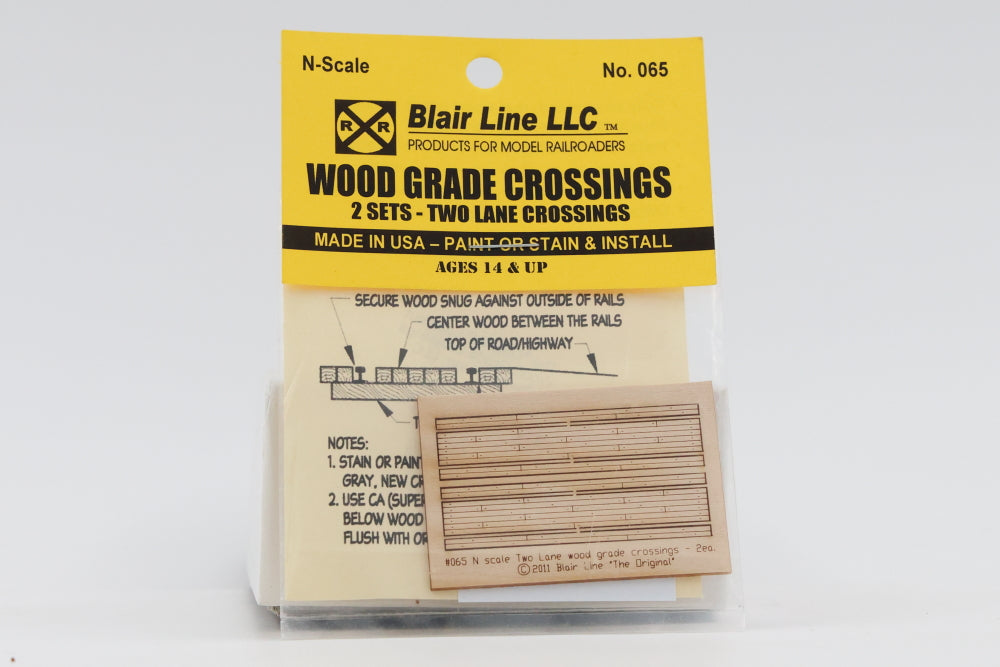 N-Scale
No. 065
R R
Blair Line LLC TM
PRODUCTS FOR MODEL RAILROADERS
WOOD GRADE CROSSINGS
2 SETS - TWO LANE CROSSINGS
MADE IN USA – PAINT OR STAIN & INSTALL
AGES 14 & UP
SECURE WOOD SNUG AGAINST OUTSIDE OF RAILS
CENTER WOOD BETWEEN THE RAILS
TOP OF ROAD/HIGHWAY
NOTES:
1. STAIN OR PAINT
GRAY, NEW
2. USE CA
BELOW WOOD
FLUSH WITH
#065 N scale Two Lane wood grade crossings - 2ea.
©2011 Blair Line "The Original"